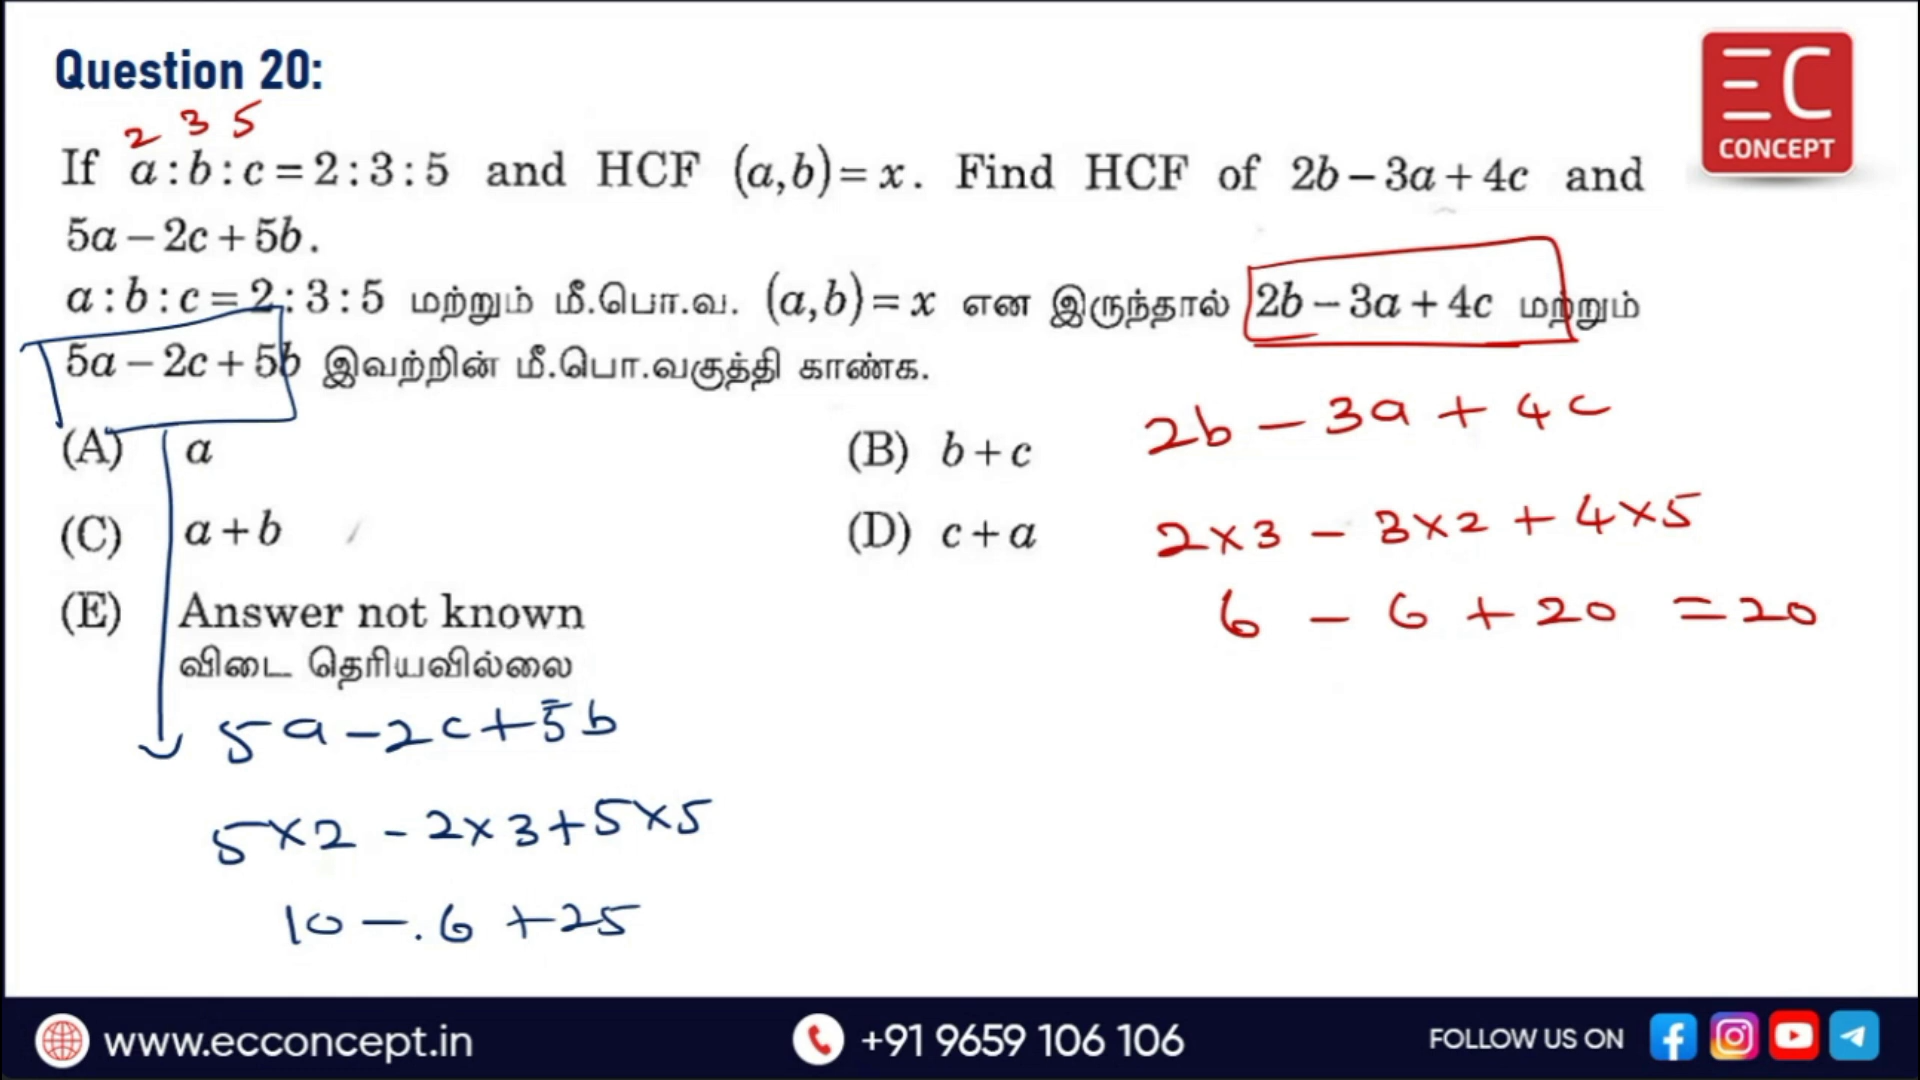 Question 20:
2 3 5
If a : b : c = 2 : 3 : 5 and HCF (a, b) = x. Find HCF of 2b – 3a + 4c and
5a – 2c + 5b.
a : b : c = 2 : 3 : 5 மற்றும் மீ.பொ.வ. (a, b) = x என இருந்தால் 2b – 3a + 4c மற்றும்
5a – 2c + 5b இவற்றின் மீ.பொ.வகுத்தி காண்க.
(A) a
(B) b + c
(C) a + b
(D) c + a
(E) Answer not known
விடை தெரியவில்லை
2b – 3a + 4c
2×3 – 3×2 + 4×5
6 – 6 + 20 = 20
5a – 2c + 5b
5×2 – 2×3 + 5×5
10 – . 6 + 25
EC
CONCEPT
www.ecconcept.in
+91 9659 106 106
FOLLOW US ON